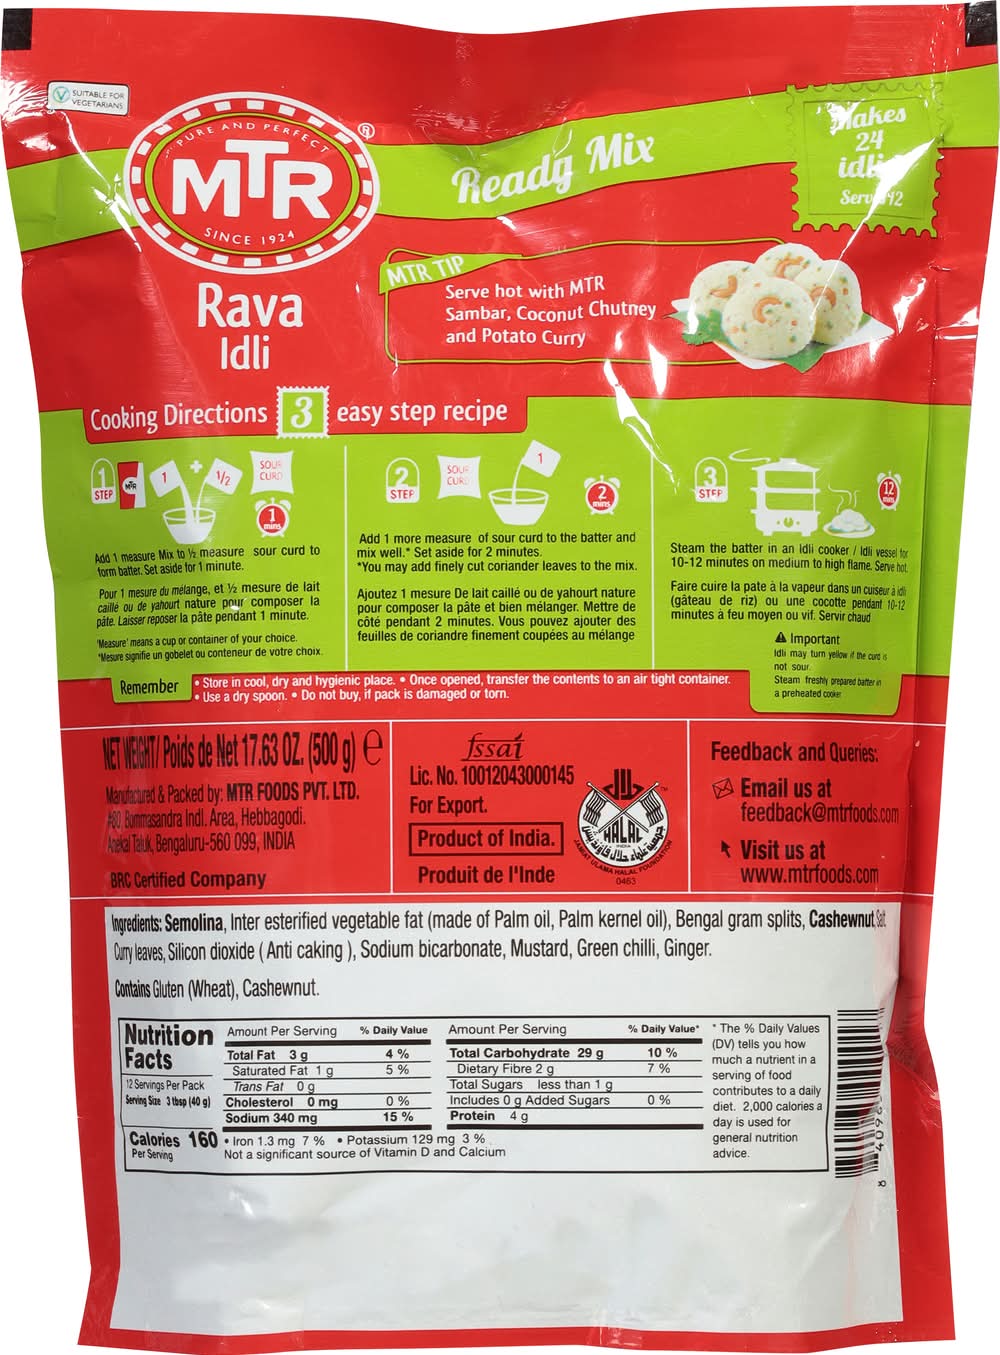 SUITABLE FOR
VEGETARIANS
PURE AND PERFECT
MTR
®
SINCE 1924
Rava
Idli
Ready Mix
Makes
24
idli
MTR TIP
Serve hot with MTR
Sambar, Coconut Chutney
and Potato Curry
Cooking Directions 3 easy step recipe
1
STEP
MTR
1
+
1/2
SOUR
CURD
1
mins
Add 1 measure Mix to ½ measure sour curd to
form batter. Set aside for 1 minute.
Pour 1 mesure du mélange, et ½ mesure de lait
caillé ou de yahourt nature pour composer la
pâte. Laisser reposer la pâte pendant 1 minute.
'Measure' means a cup or container of your choice.
*Mesure signifie un gobelet ou conteneur de votre choix.
2
STEP
SOUR
CURD
1
2
mins
Add 1 more measure of sour curd to the batter and
mix well.* Set aside for 2 minutes.
*You may add finely cut coriander leaves to the mix.
Ajoutez 1 mesure De lait caillé ou de yahourt nature
pour composer la pâte et bien mélanger. Mettre de
côté pendant 2 minutes. Vous pouvez ajouter des
feuilles de coriandre finement coupées au mélange
3
STEP
12
mins
Steam the batter in an Idli cooker / Idli vessel for
10-12 minutes on medium to high flame. Serve hot.
Faire cuire la pate à la vapeur dans un cuiseur à idli
(gâteau de riz) ou une cocotte pendant 10-12
minutes à feu moyen ou vif. Servir chaud
Important
Idli may turn yellow if the curd is
not sour.
Steam freshly prepared batter in
a preheated cooker
Remember
• Store in cool, dry and hygienic place. • Once opened, transfer the contents to an air tight container.
• Use a dry spoon. • Do not buy, if pack is damaged or torn.
NET WEIGHT/ Poids de Net 17.63 OZ. (500 g) e
Manufactured & Packed by: MTR FOODS PVT. LTD.
#80, Bommasandra Indl. Area, Hebbagodi.
Anekal Taluk, Bengaluru-560 099, INDIA
BRC Certified Company
fssai
Lic. No. 10012043000145
For Export.
Product of India.
Produit de l'Inde
حلال
TM
HALAL
INDIA
JAMIAT ULAMA HALAL FOUNDATION
0463
Feedback and Queries:
Email us at
feedback@mtrfoods.com
Visit us at
www.mtrfoods.com
Ingredients: Semolina, Inter esterified vegetable fat (made of Palm oil, Palm kernel oil), Bengal gram splits, Cashewnut, Salt,
Curry leaves, Silicon dioxide ( Anti caking ), Sodium bicarbonate, Mustard, Green chilli, Ginger.
Contains Gluten (Wheat), Cashewnut.
Nutrition
Facts
12 Servings Per Pack
Serving Size 3 tbsp (40 g)
Calories 160
Per Serving
Amount Per Serving % Daily Value
Total Fat 3 g 4 %
Saturated Fat 1 g 5 %
Trans Fat 0 g
Cholesterol 0 mg 0 %
Sodium 340 mg 15 %
Amount Per Serving % Daily Value*
Total Carbohydrate 29 g 10 %
Dietary Fibre 2 g 7 %
Total Sugars less than 1 g
Includes 0 g Added Sugars 0 %
Protein 4 g
• Iron 1.3 mg 7 % • Potassium 129 mg 3 %
Not a significant source of Vitamin D and Calcium
* The % Daily Values
(DV) tells you how
much a nutrient in a
serving of food
contributes to a daily
diet. 2,000 calories a
day is used for
general nutrition
advice.